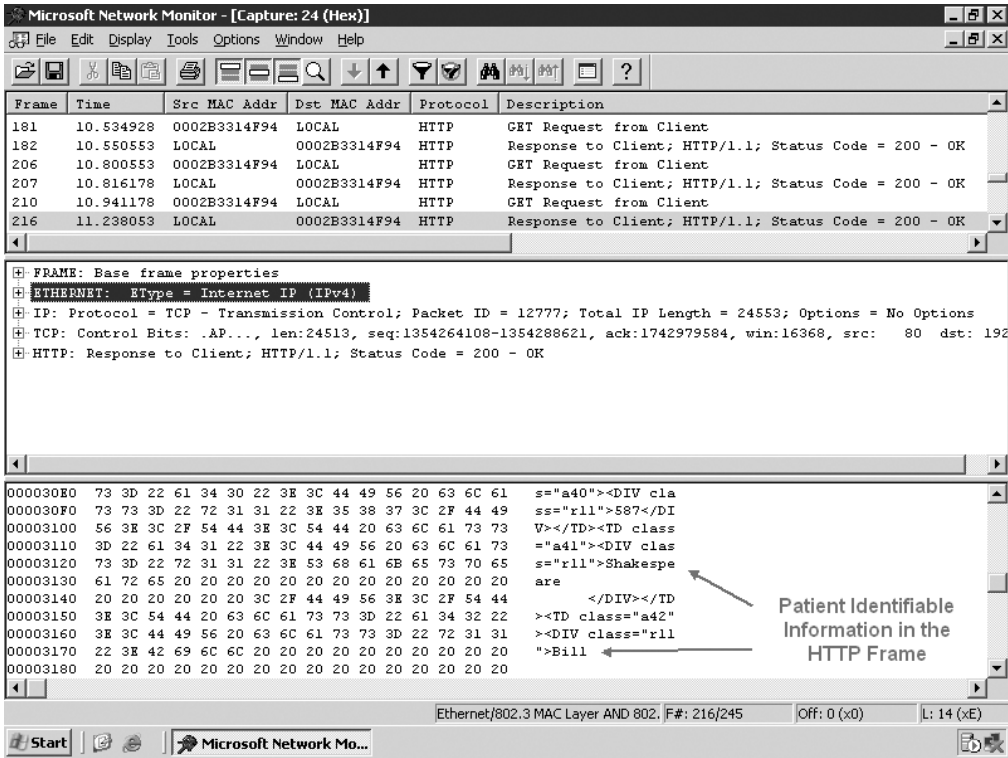 Microsoft Network Monitor - [Capture: 24 (Hex)]
File Edit Display Tools Options Window Help
Frame Time Src MAC Addr Dst MAC Addr Protocol Description
181 10.534928 0002B3314F94 LOCAL HTTP GET Request from Client
182 10.550553 LOCAL 0002B3314F94 HTTP Response to Client; HTTP/1.1; Status Code = 200 - OK
206 10.800553 0002B3314F94 LOCAL HTTP GET Request from Client
207 10.816178 LOCAL 0002B3314F94 HTTP Response to Client; HTTP/1.1; Status Code = 200 - OK
210 10.941178 0002B3314F94 LOCAL HTTP GET Request from Client
216 11.238053 LOCAL 0002B3314F94 HTTP Response to Client; HTTP/1.1; Status Code = 200 - OK
FRAME: Base frame properties
ETHERNET: EType = Internet IP (IPv4)
IP: Protocol = TCP - Transmission Control; Packet ID = 12777; Total IP Length = 24553; Options = No Options
TCP: Control Bits: .AP..., len:24513, seq:1354264108-1354288621, ack:1742979584, win:16368, src: 80 dst: 192
HTTP: Response to Client; HTTP/1.1; Status Code = 200 - OK
000030E0 73 3D 22 61 34 30 22 3E 3C 44 49 56 20 63 6C 61 s="a40"><DIV cla
000030F0 73 73 3D 22 72 31 31 22 3E 35 38 37 3C 2F 44 49 ss="r11">587</DI
00003100 56 3E 3C 2F 54 44 3E 3C 54 44 20 63 6C 61 73 73 V></TD><TD class
00003110 3D 22 61 34 31 22 3E 3C 44 49 56 20 63 6C 61 73 ="a41"><DIV clas
00003120 73 3D 22 72 31 31 22 3E 53 68 61 6B 65 73 70 65 s="r11">Shakespe
00003130 61 72 65 20 20 20 20 20 20 20 20 20 20 20 20 20 are
00003140 20 20 20 20 20 20 3C 2F 44 49 56 3E 3C 2F 54 44 </DIV></TD
00003150 3E 3C 54 44 20 63 6C 61 73 73 3D 22 61 34 32 22 ><TD class="a42"
00003160 3E 3C 44 49 56 20 63 6C 61 73 73 3D 22 72 31 31 ><DIV class="r11
00003170 22 3E 42 69 6C 6C 20 20 20 20 20 20 20 20 20 20 ">Bill
00003180 20 20 20 20 20 20 20 20 20 20 20 20 20 20 20 20
Patient Identifiable
Information in the
HTTP Frame
Ethernet/802.3 MAC Layer AND 802. F#: 216/245 Off: 0 (x0) L: 14 (xE)
Start Microsoft Network Mo...